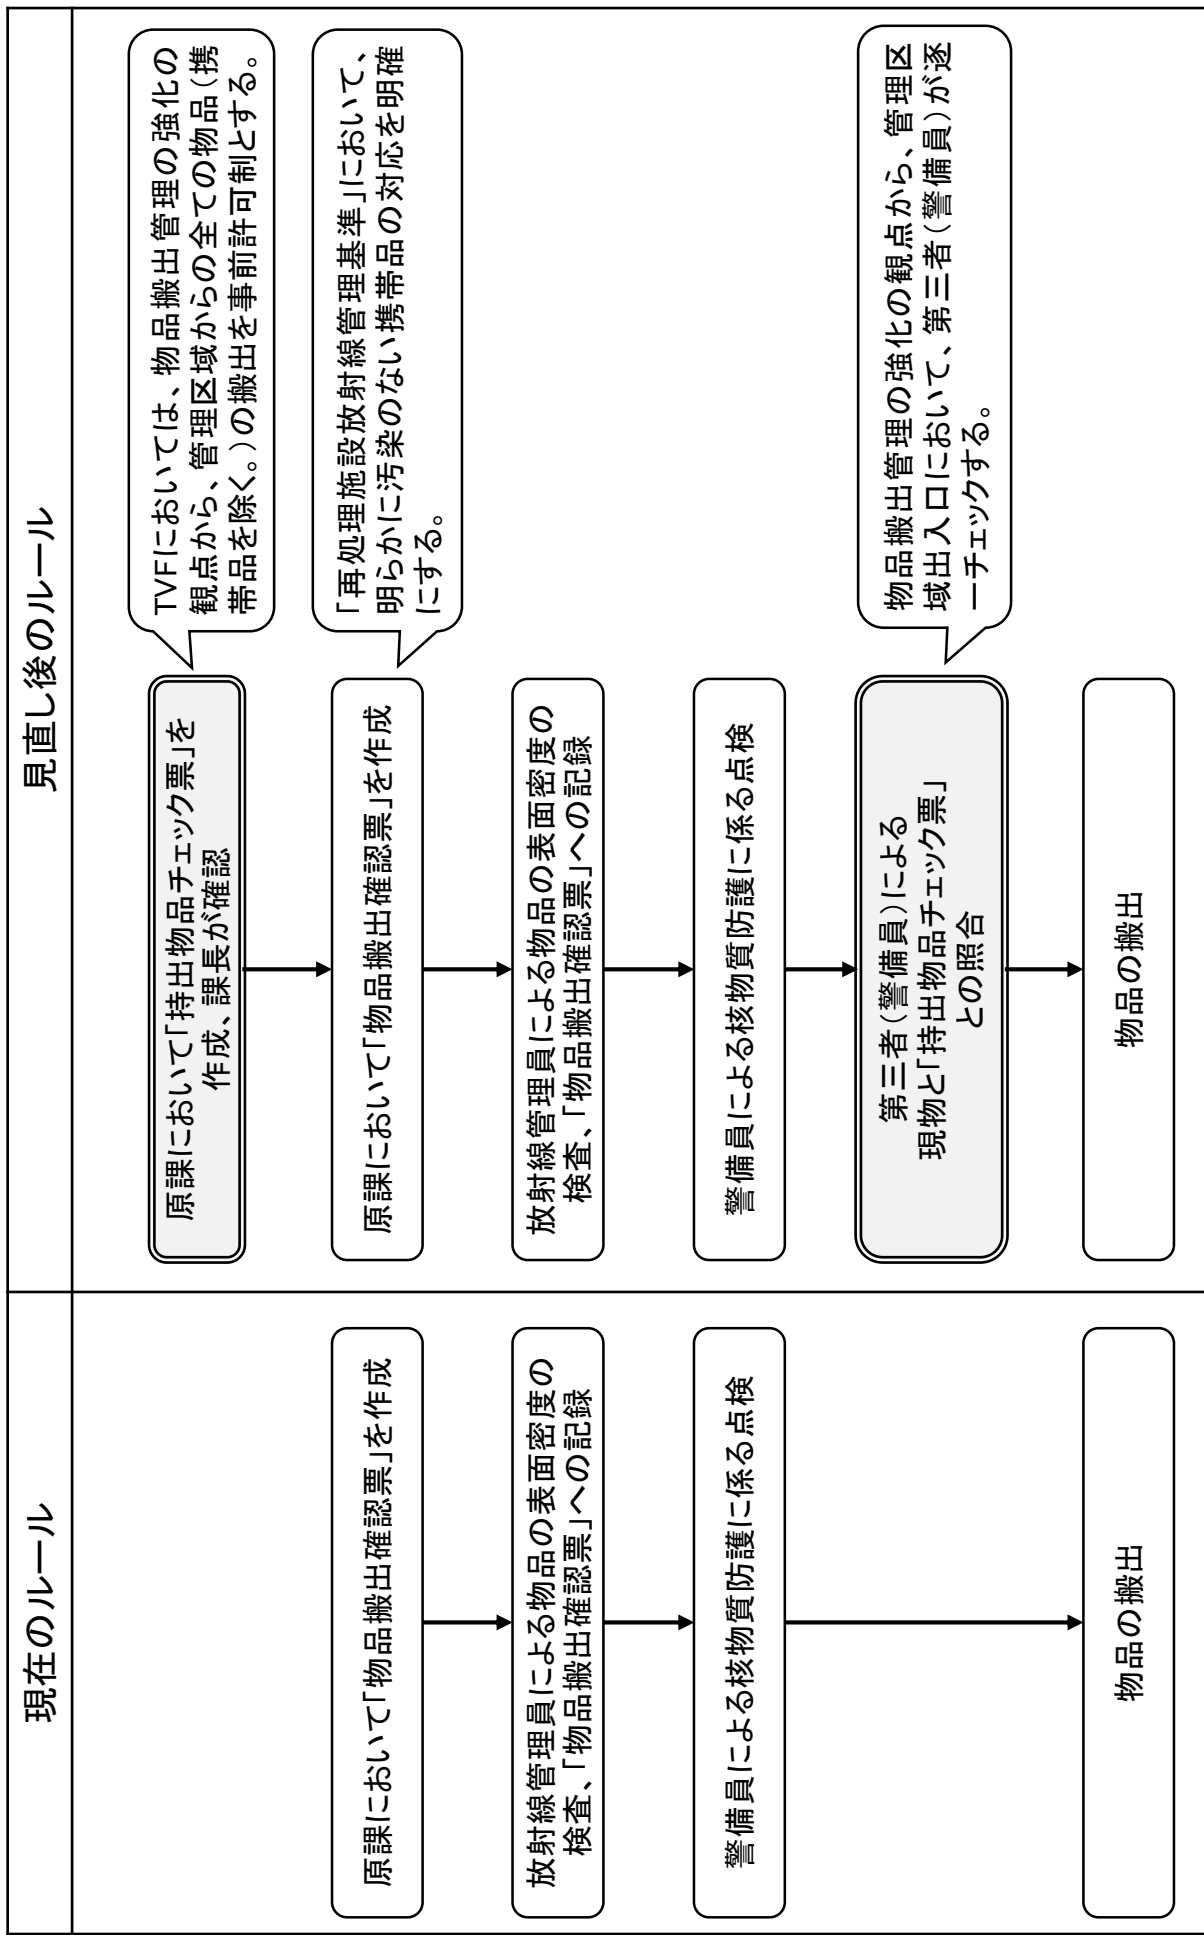 現在のルール
原課において「物品搬出確認票」を作成
放射線管理員による物品の表面密度の
検査、「物品搬出確認票」への記録
警備員による核物質防護に係る点検
物品の搬出
見直し後のルール
原課において「持出物品チェック票」を
作成、課長が確認
TVFにおいては、物品搬出管理の強化の
観点から、管理区域からの全ての物品（携
帯品を除く。）の搬出を事前許可制とする。
原課において「物品搬出確認票」を作成
「再処理施設放射線管理基準」において、
明らかに汚染のない携帯品の対応を明確
にする。
放射線管理員による物品の表面密度の
検査、「物品搬出確認票」への記録
警備員による核物質防護に係る点検
第三者（警備員）による
現物と「持出物品チェック票」
との照合
物品搬出管理の強化の観点から、管理区
域出入口において、第三者（警備員）が逐
一チェックする。
物品の搬出